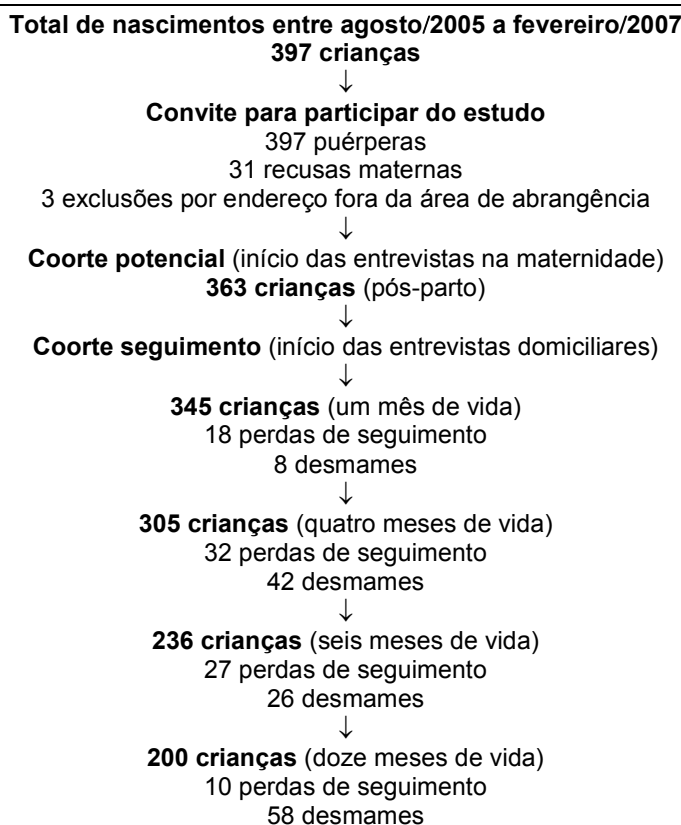 Total de nascimentos entre agosto/2005 a fevereiro/2007
397 crianças
↓
Convite para participar do estudo
397 puérperas
31 recusas maternas
3 exclusões por endereço fora da área de abrangência
↓
Coorte potencial (início das entrevistas na maternidade)
363 crianças (pós-parto)
↓
Coorte seguimento (início das entrevistas domiciliares)
↓
345 crianças (um mês de vida)
18 perdas de seguimento
8 desmames
↓
305 crianças (quatro meses de vida)
32 perdas de seguimento
42 desmames
↓
236 crianças (seis meses de vida)
27 perdas de seguimento
26 desmames
↓
200 crianças (doze meses de vida)
10 perdas de seguimento
58 desmames